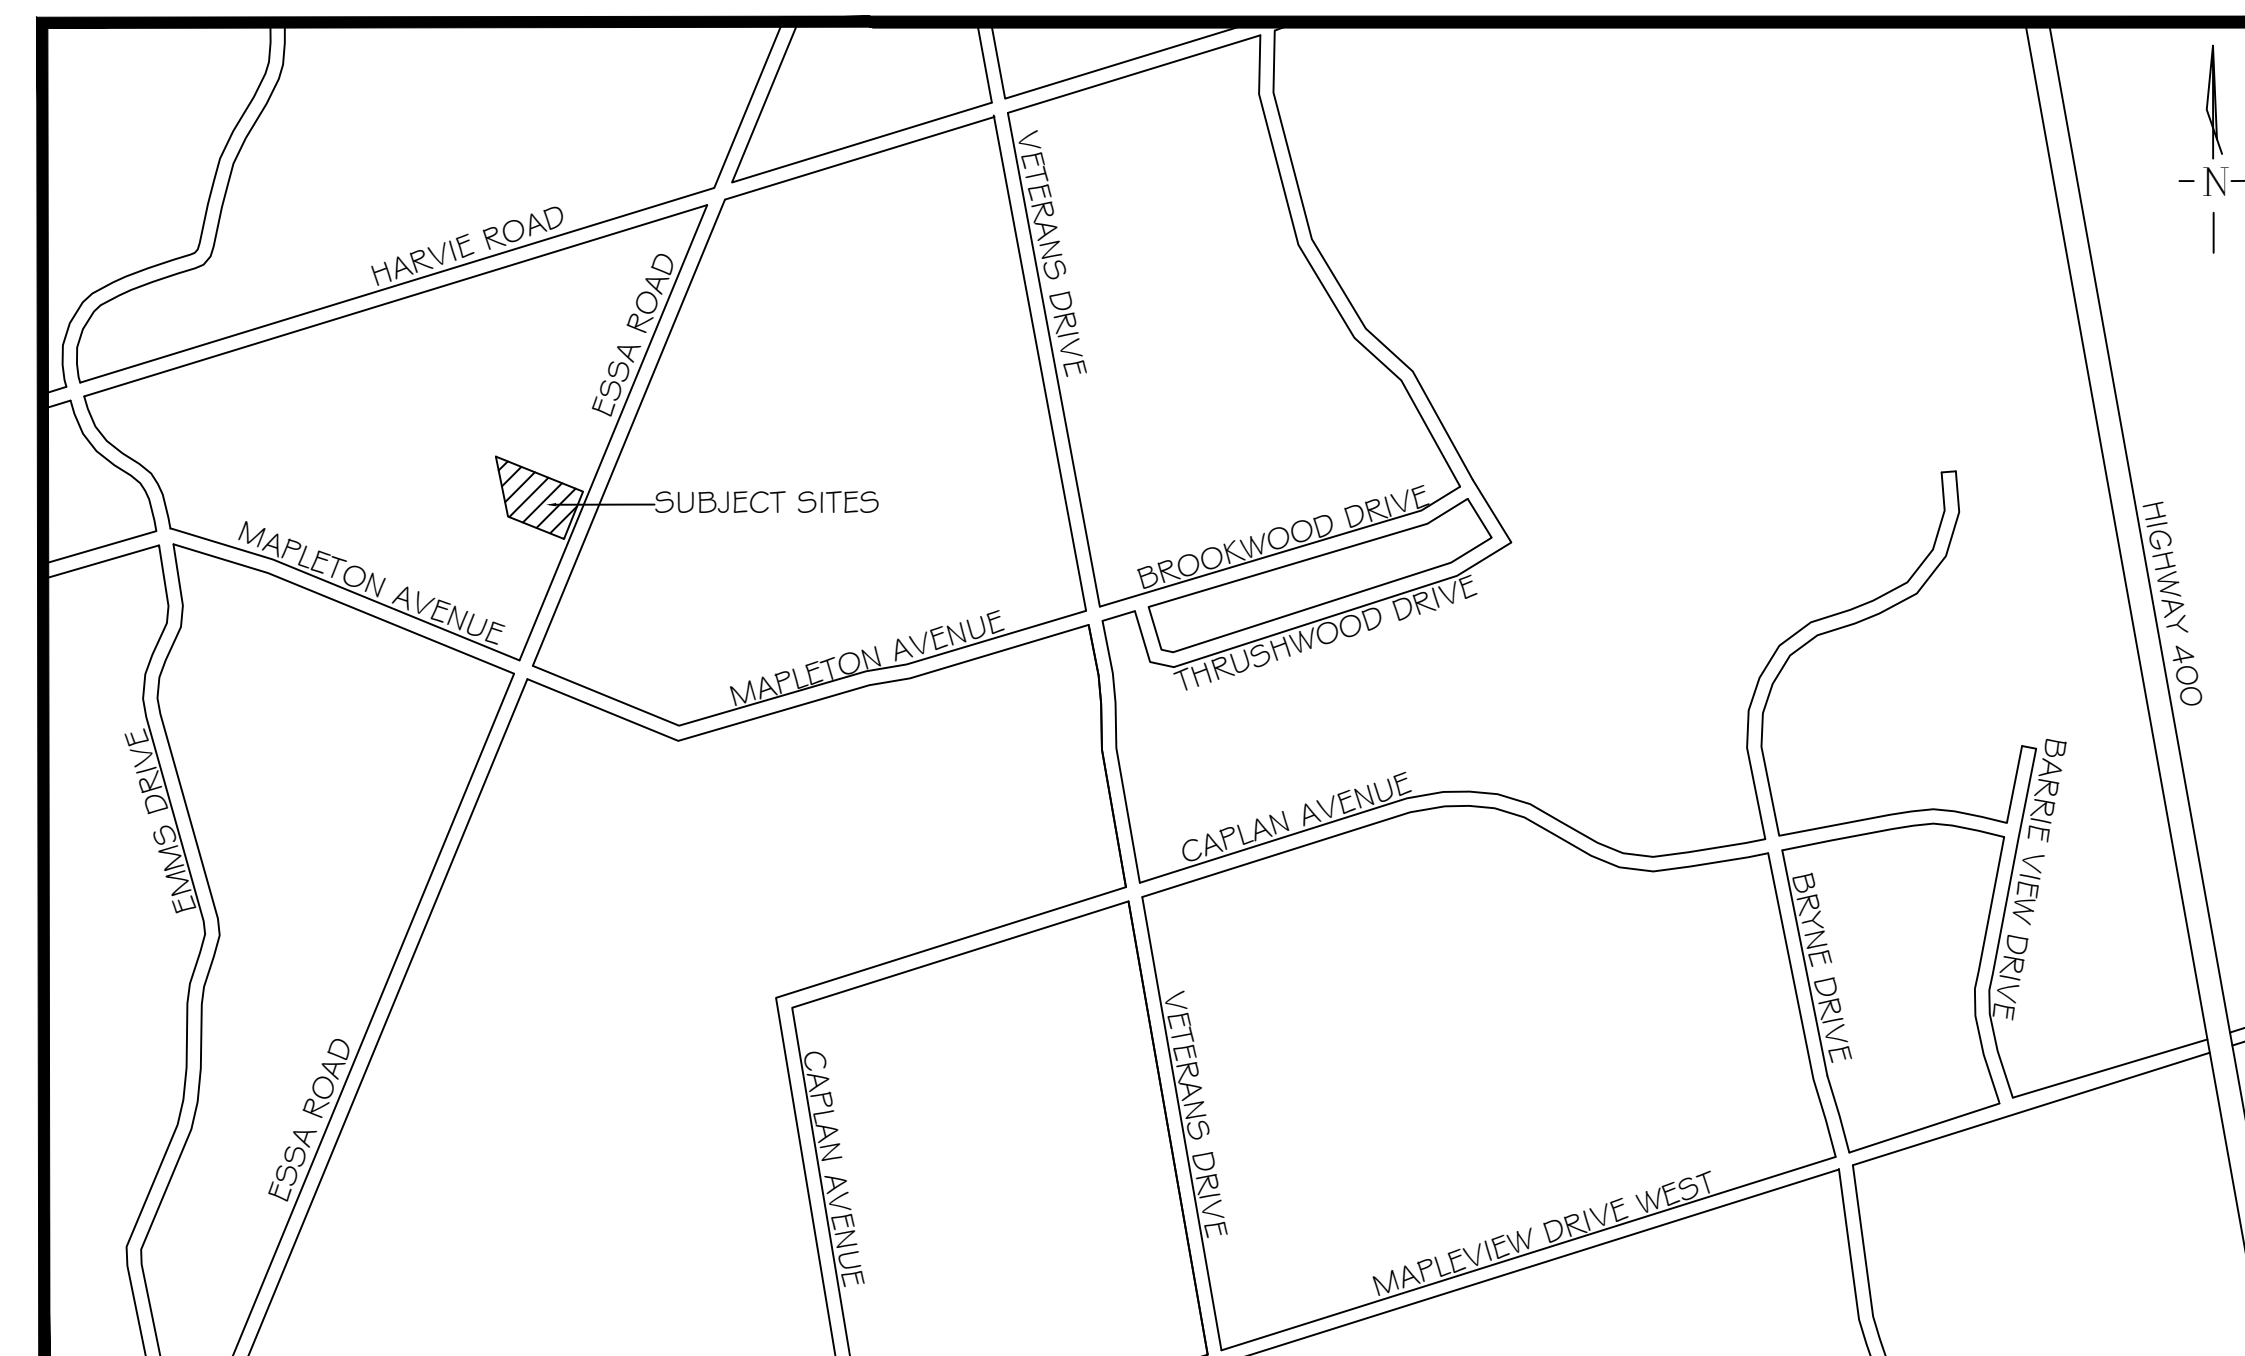 N
VETERANS DRIVE
HARVIE ROAD
ESSA ROAD
SUBJECT SITES
BROOKWOOD DRIVE
MAPLETON AVENUE
HIGHWAY 400
THRUSHWOOD DRIVE
MAPLETON AVENUE
EMMS DRIVE
BARRIE VIEW DRIVE
CAPLAN AVENUE
BRYNE DRIVE
VETERANS DRIVE
ESSA ROAD
CAPLAN AVENUE
MAPLEVIEW DRIVE WEST